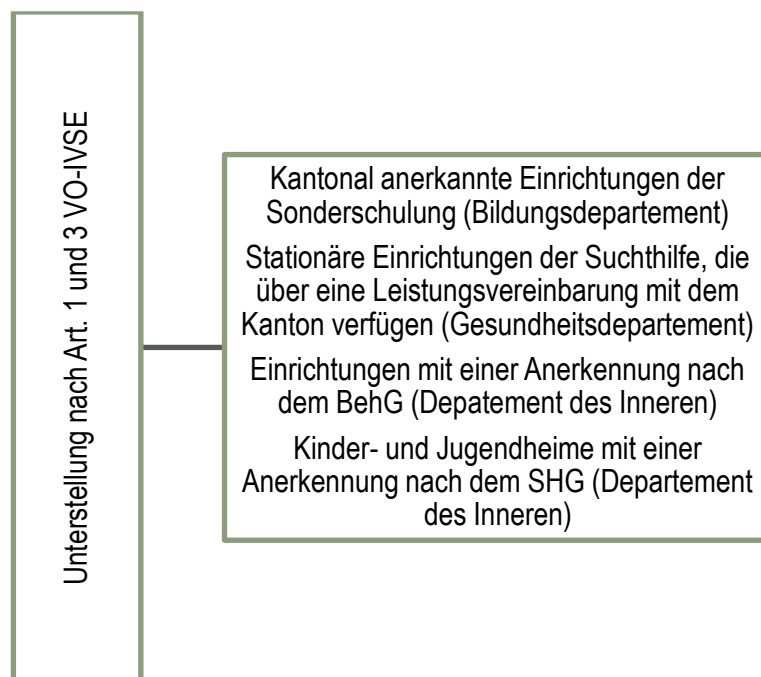 Unterstellung nach Art. 1 und 3 VO-IVSE
Kantonal anerkannte Einrichtungen der
Sonderschulung (Bildungsdepartement)
Stationäre Einrichtungen der Suchthilfe, die
über eine Leistungsvereinbarung mit dem
Kanton verfügen (Gesundheitsdepartement)
Einrichtungen mit einer Anerkennung nach
dem BehG (Depatement des Inneren)
Kinder- und Jugendheime mit einer
Anerkennung nach dem SHG (Departement
des Inneren)